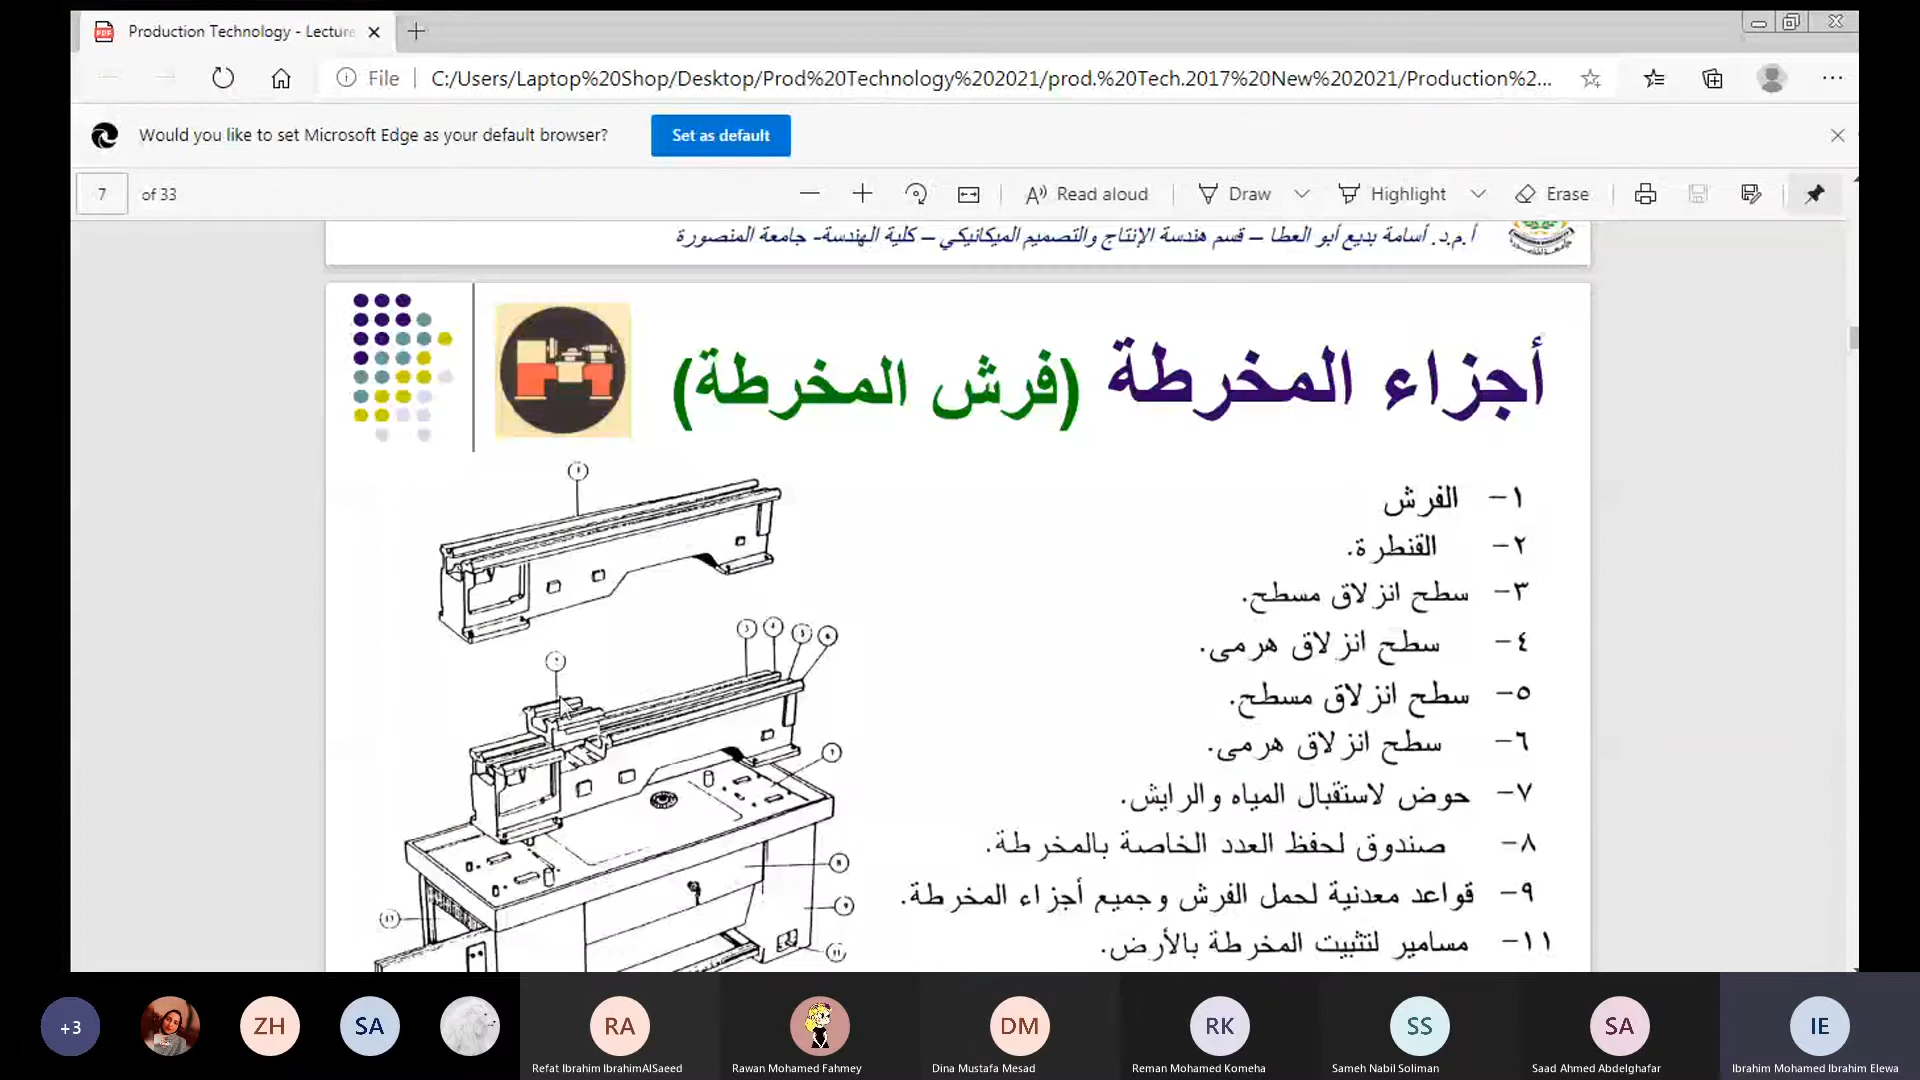 Production Technology - Lecture
File
C:/Users/Laptop%20Shop/Desktop/Prod%20Technology%202021/prod.%20Tech.2017%20New%202021/Production%2...
Would you like to set Microsoft Edge as your default browser?
Set as default
7 of 33
Read aloud
Draw
Highlight
Erase
أ.م.د. أسامة بديع أبو العطا – قسم هندسة الإنتاج والتصميم الميكانيكي – كلية الهندسة- جامعة المنصورة
أجزاء المخرطة (فرش المخرطة)
١- الفرش
٢- القنطرة.
٣- سطح انزلاق مسطح.
٤- سطح انزلاق هرمى.
٥- سطح انزلاق مسطح.
٦- سطح انزلاق هرمى.
٧- حوض لاستقبال المياه والرايش.
٨- صندوق لحفظ العدد الخاصة بالمخرطة.
٩- قواعد معدنية لحمل الفرش وجميع أجزاء المخرطة.
١١- مسامير لتثبيت المخرطة بالأرض.
+3
ZH
SA
RA
DM
RK
SS
SA
IE
Refat Ibrahim IbrahimAlSaeed
Rawan Mohamed Fahmey
Dina Mustafa Mesad
Reman Mohamed Komeha
Sameh Nabil Soliman
Saad Ahmed Abdelghafar
Ibrahim Mohamed Ibrahim Elewa